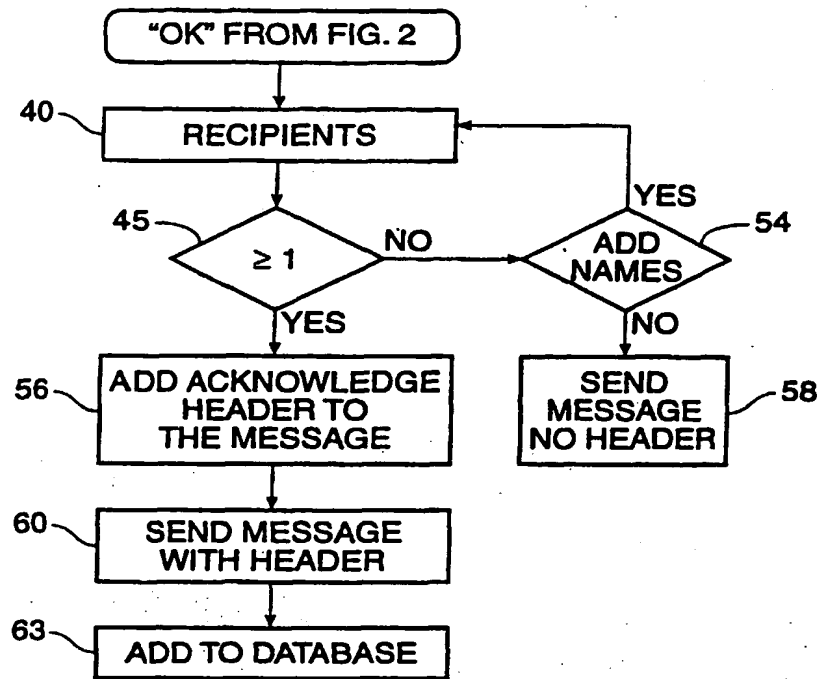 "OK" FROM FIG. 2
40
RECIPIENTS
YES
45
≥ 1
NO
ADD
NAMES
54
YES
NO
56
ADD ACKNOWLEDGE
HEADER TO
THE MESSAGE
SEND
MESSAGE
NO HEADER
58
60
SEND MESSAGE
WITH HEADER
63
ADD TO DATABASE